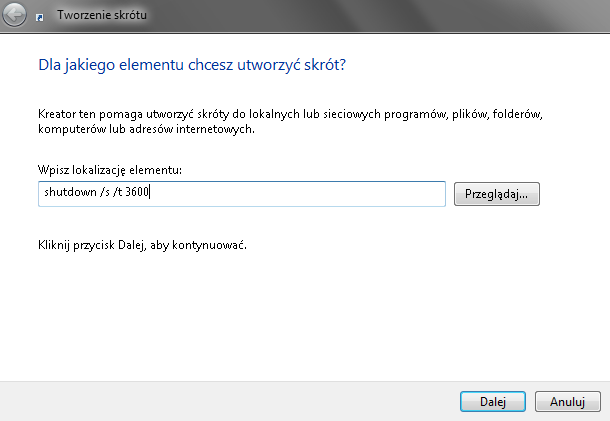 Tworzenie skrótu
Dla jakiego elementu chcesz utworzyć skrót?
Kreator ten pomaga utworzyć skróty do lokalnych lub sieciowych programów, plików, folderów,
komputerów lub adresów internetowych.
Wpisz lokalizację elementu:
shutdown /s /t 3600
Przeglądaj...
Kliknij przycisk Dalej, aby kontynuować.
Dalej
Anuluj